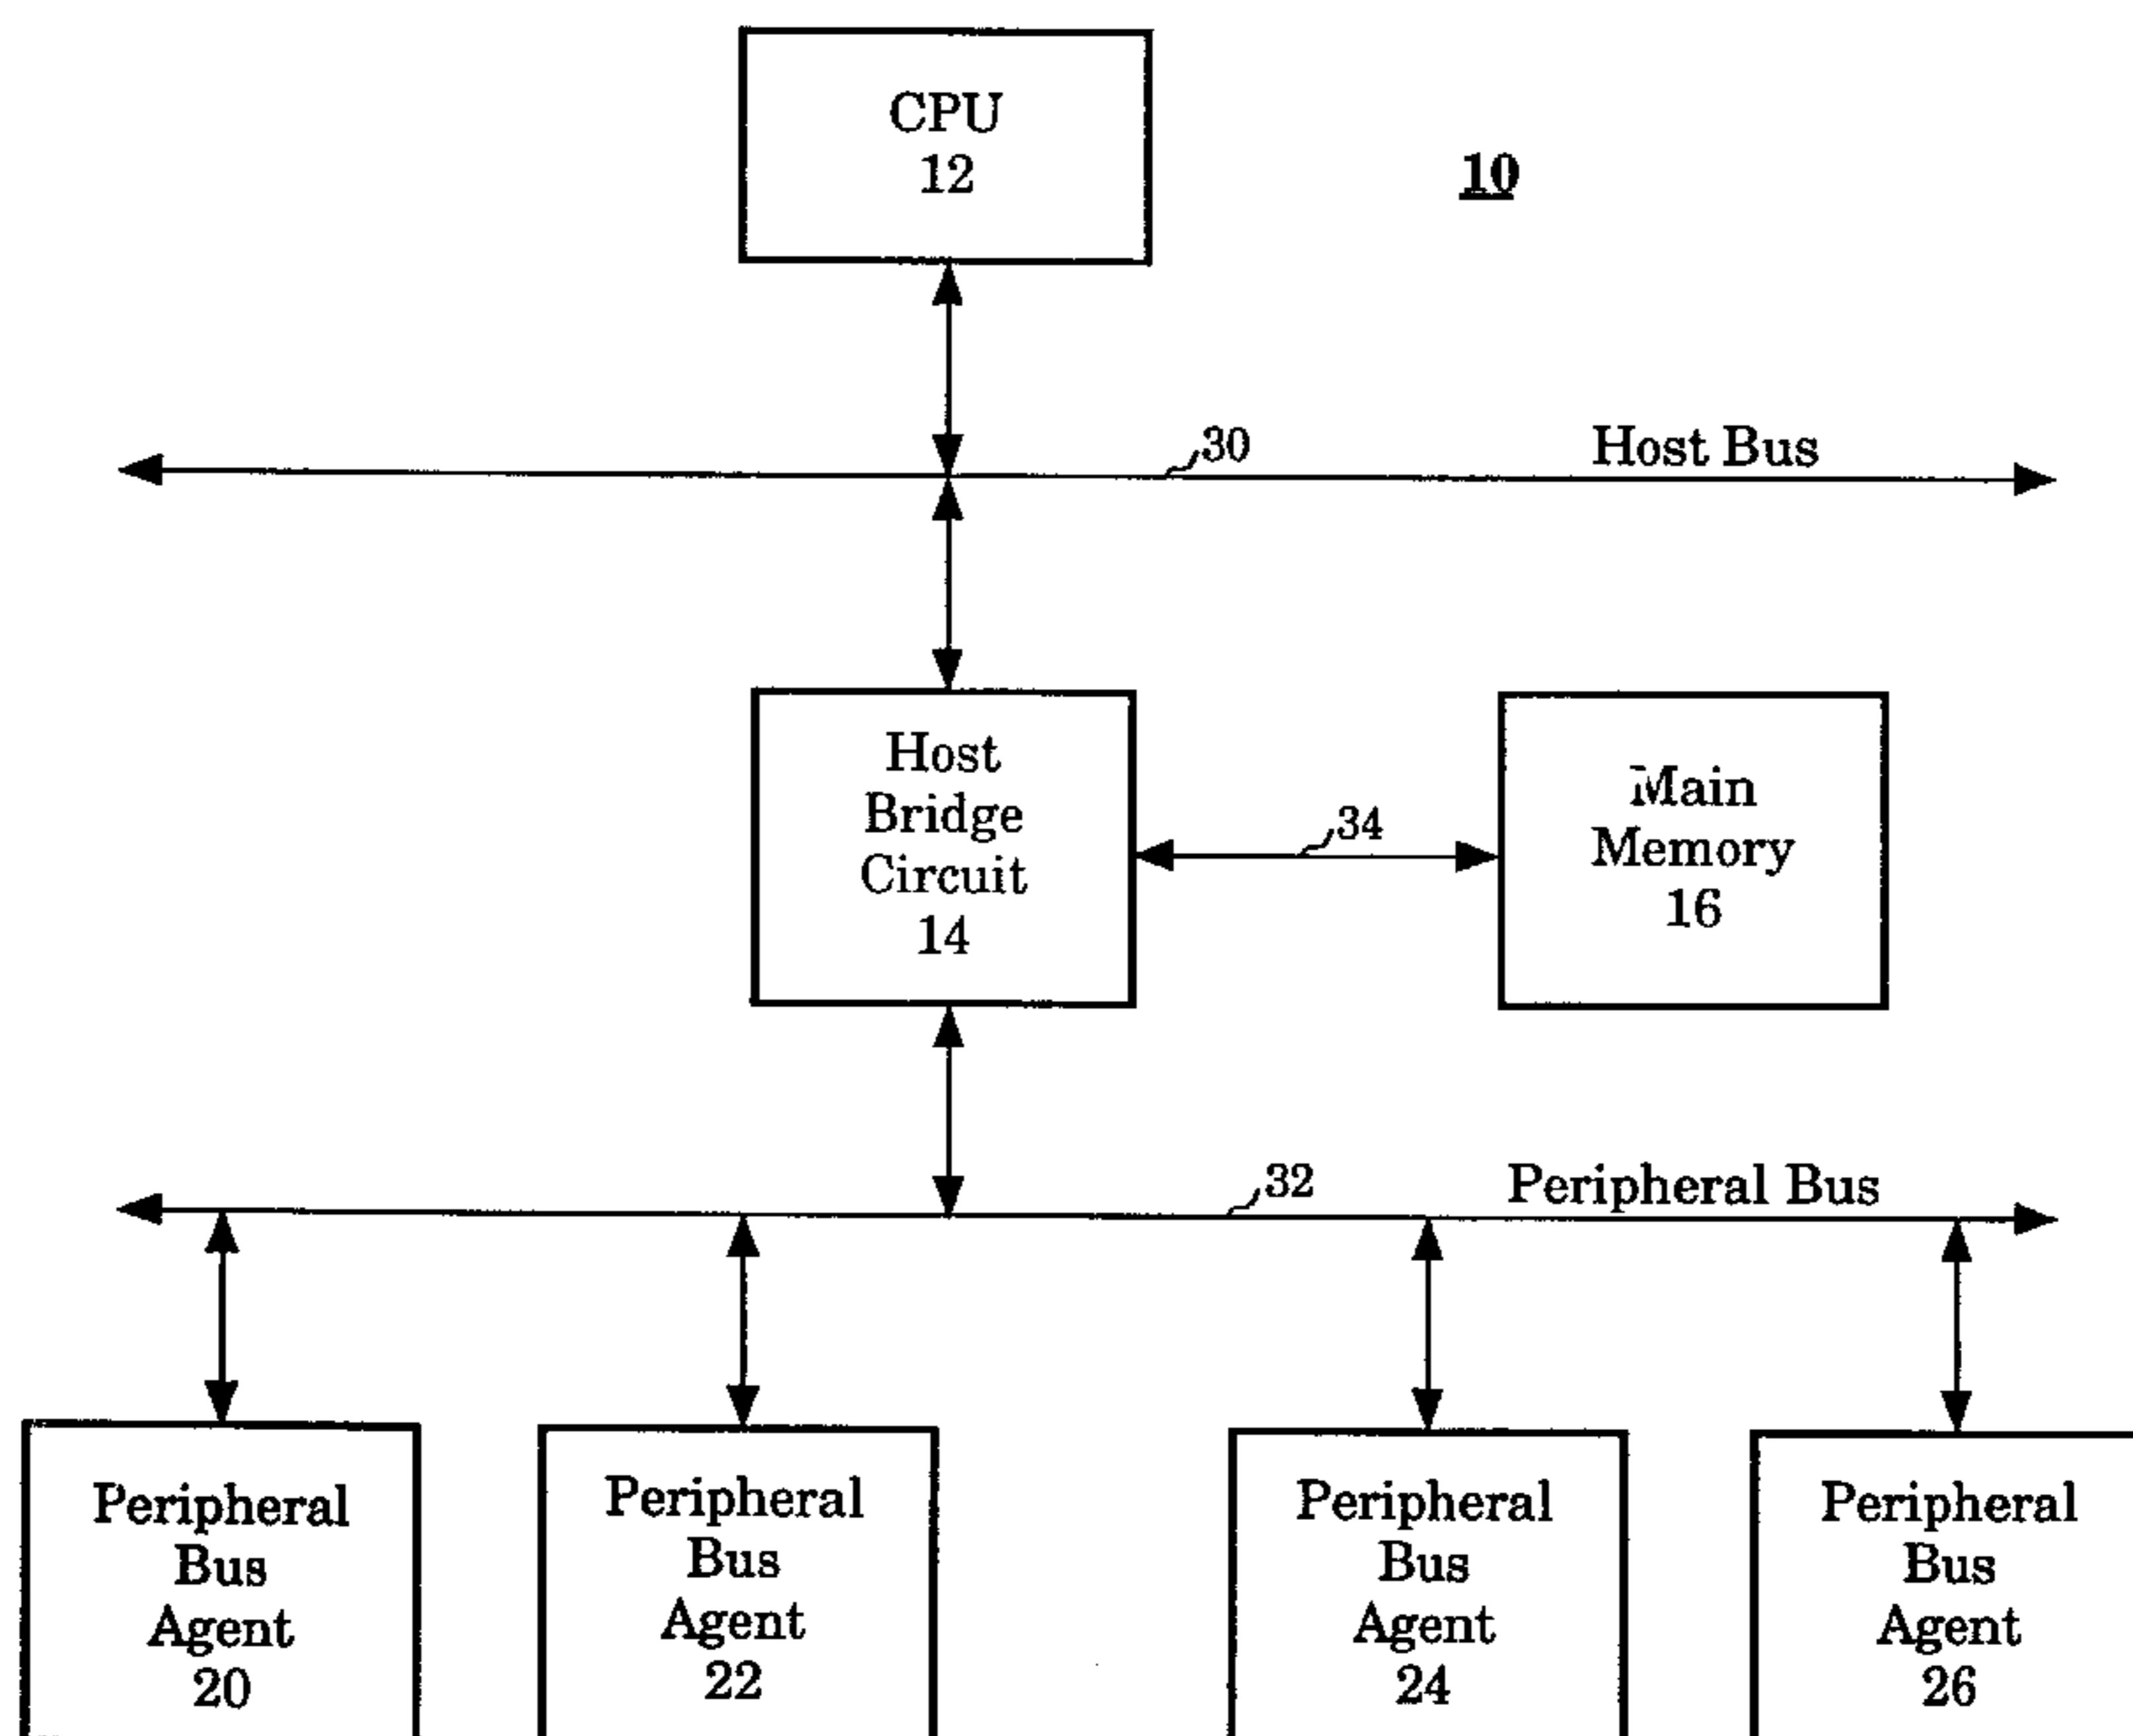 CPU
12
10
30
Host Bus
Host
Bridge
Circuit
14
34
Main
Memory
16
32
Peripheral Bus
Peripheral
Bus
Agent
20
Peripheral
Bus
Agent
22
Peripheral
Bus
Agent
24
Peripheral
Bus
Agent
26